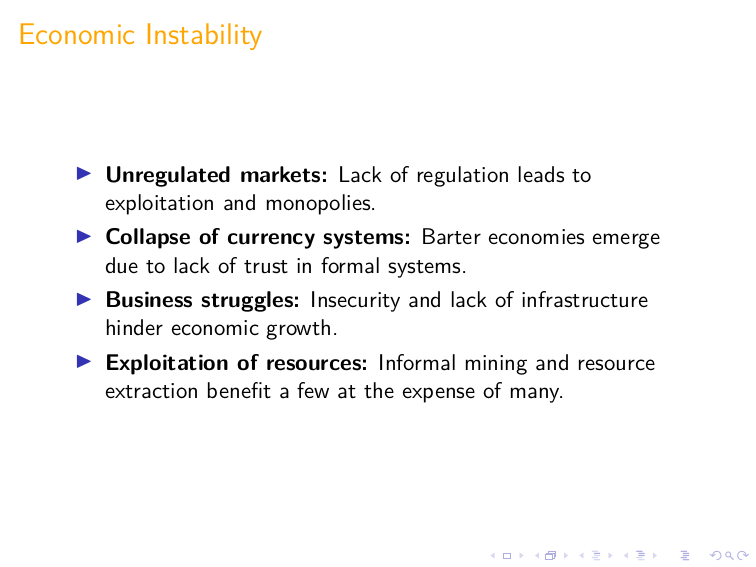 Economic Instability
Unregulated markets: Lack of regulation leads to
exploitation and monopolies.
Collapse of currency systems: Barter economies emerge
due to lack of trust in formal systems.
Business struggles: Insecurity and lack of infrastructure
hinder economic growth.
Exploitation of resources: Informal mining and resource
extraction benefit a few at the expense of many.